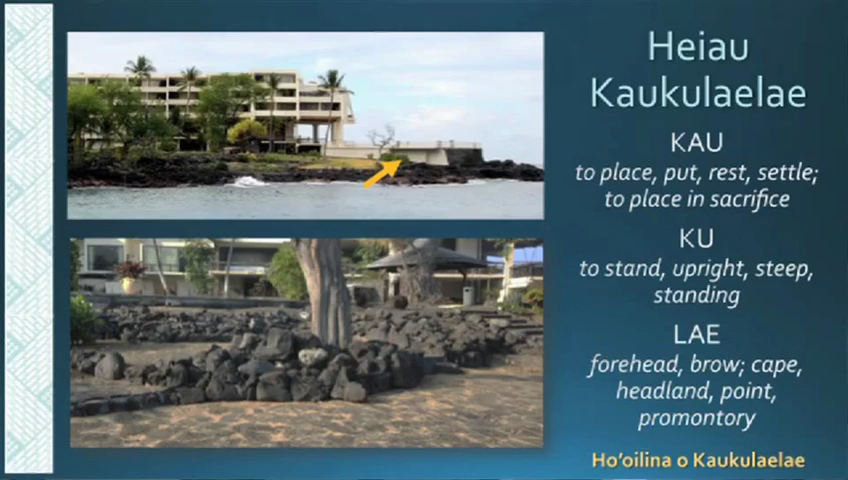 Heiau
Kaukulaelae
KAU
to place, put, rest, settle;
to place in sacrifice
KU
to stand, upright, steep,
standing
LAE
forehead, brow; cape,
headland, point,
promontory
Ho'oilina o Kaukulaelae